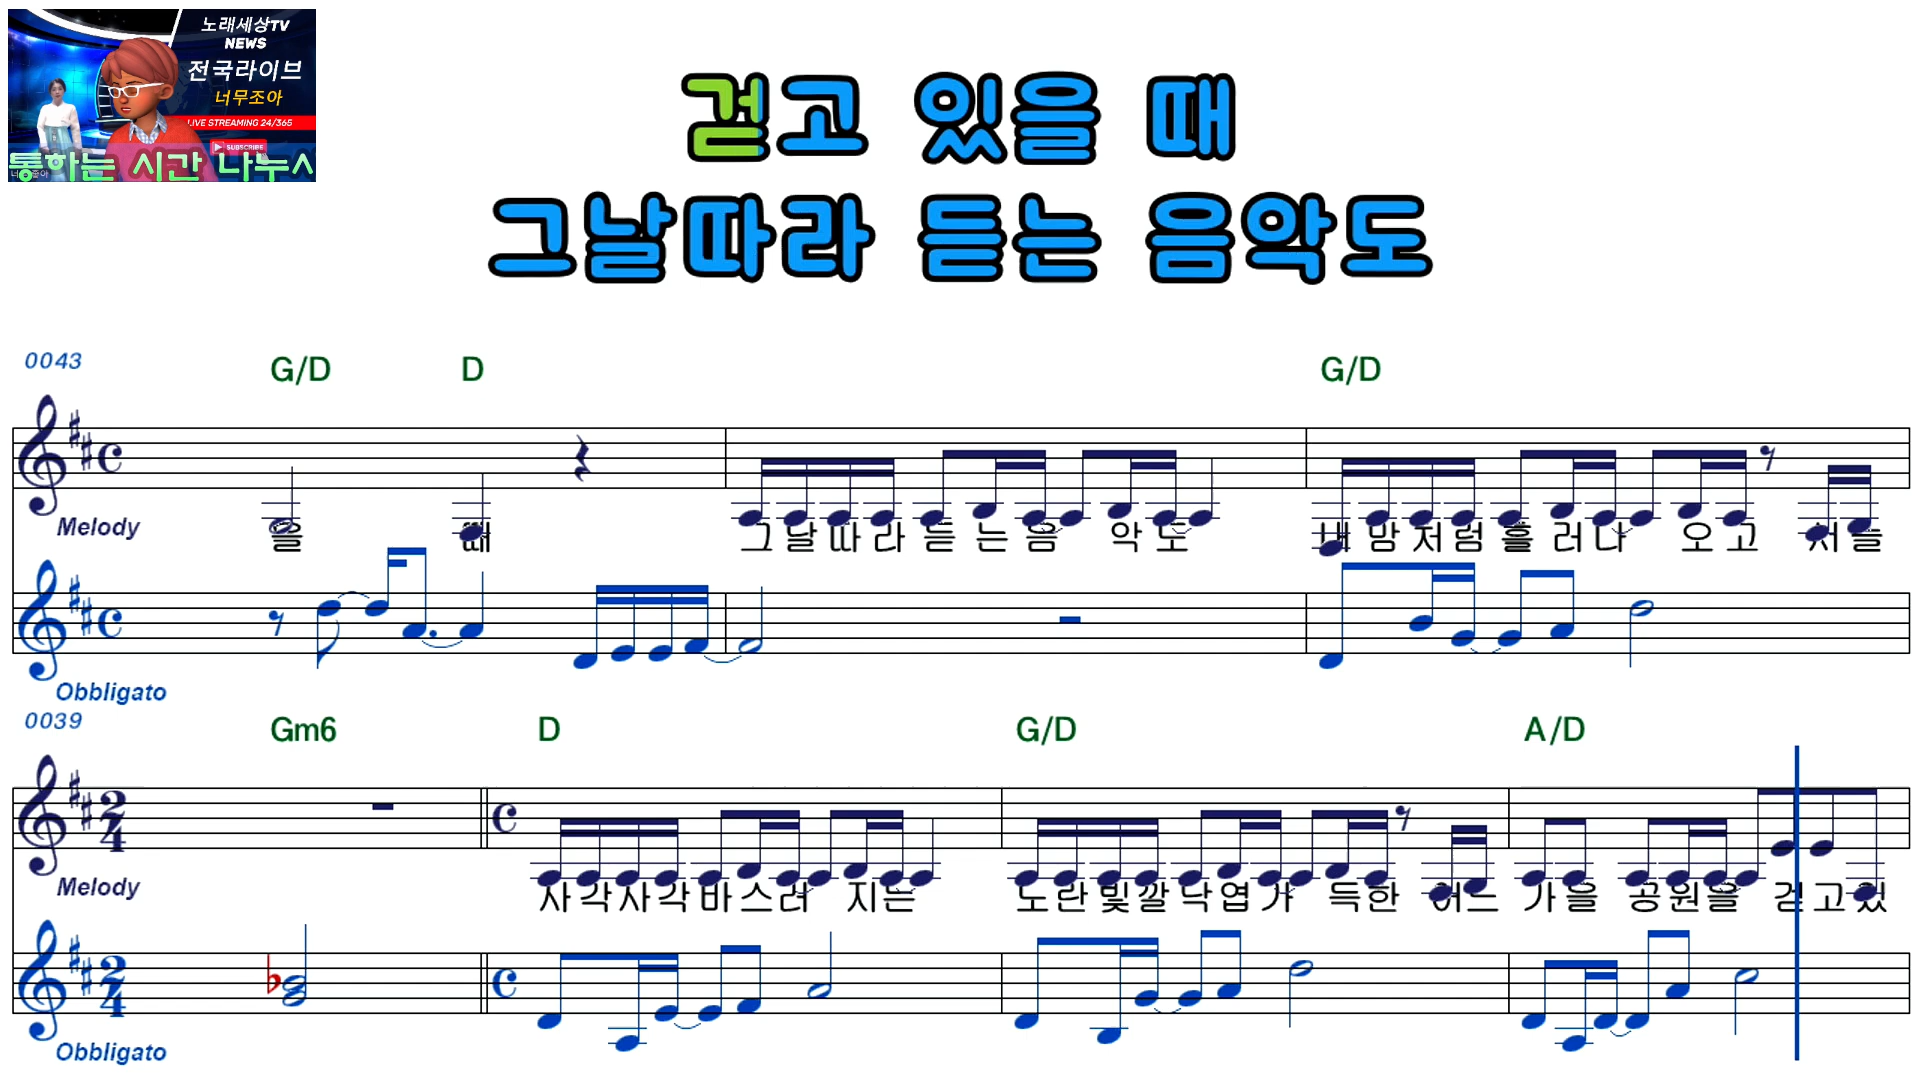 노래세상TV
NEWS
전국라이브
너무조아
LIVE STREAMING 24/365
SUBSCRIBE
통하는 시간 나누시
걷고 있을 때
그날따라 듣는 음악도
0043
G/D D G/D
Melody
을 때 그날따라듣는음 악도 내맘처럼흘러나 오고 서늘
Obbligato
0039
Gm6 D G/D A/D
Melody
사각사각바스러 지는 노란빛깔낙엽가 득한 어느 가을 공원을 걷고있
Obbligato